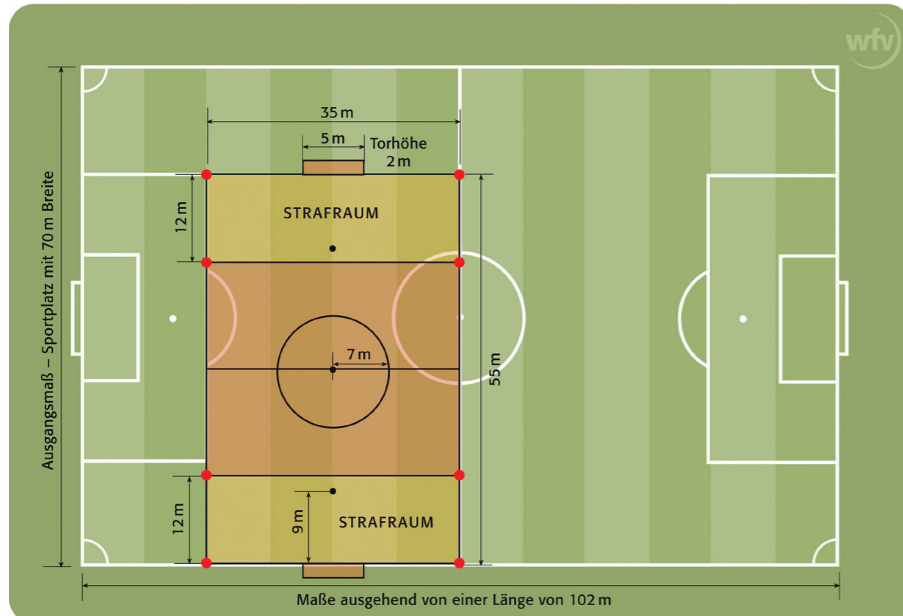 wfv
35 m
5 m
Torhöhe
2 m
12 m
STRAFRAUM
Ausgangsmaß – Sportplatz mit 70 m Breite
7 m
55 m
12 m
9 m
STRAFRAUM
Maße ausgehend von einer Länge von 102 m